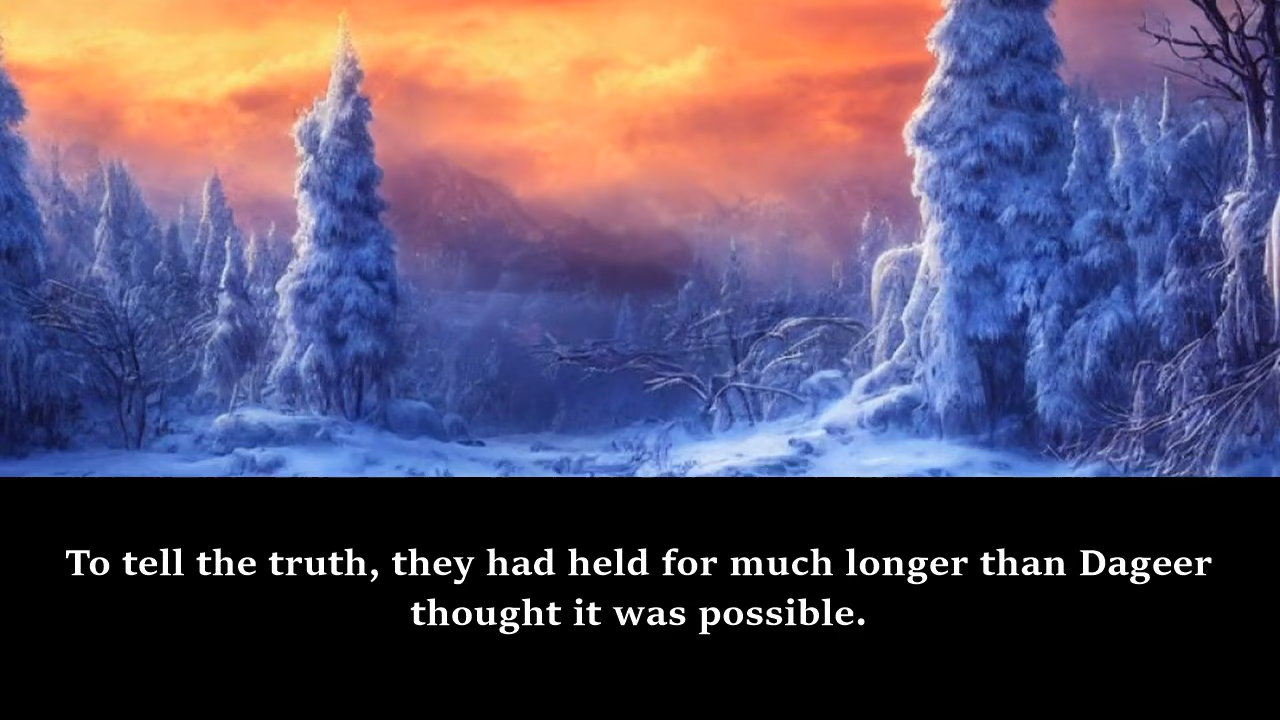 To tell the truth, they had held for much longer than Dageer
thought it was possible.